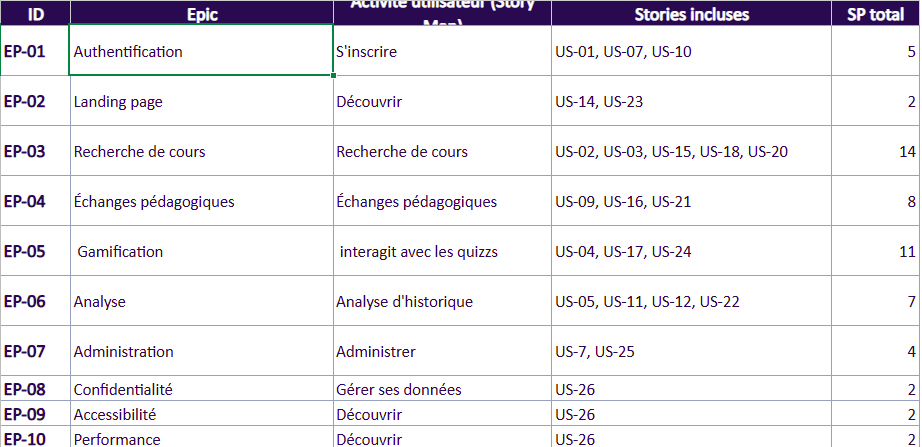 ID Epic Activité utilisateur (Story Map) Stories incluses SP total
EP-01 Authentification S'inscrire US-01, US-07, US-10 5
EP-02 Landing page Découvrir US-14, US-23 2
EP-03 Recherche de cours Recherche de cours US-02, US-03, US-15, US-18, US-20 14
EP-04 Échanges pédagogiques Échanges pédagogiques US-09, US-16, US-21 8
EP-05 Gamification interagit avec les quizzs US-04, US-17, US-24 11
EP-06 Analyse Analyse d'historique US-05, US-11, US-12, US-22 7
EP-07 Administration Administrer US-7, US-25 4
EP-08 Confidentialité Gérer ses données US-26 2
EP-09 Accessibilité Découvrir US-26 2
EP-10 Performance Découvrir US-26 2